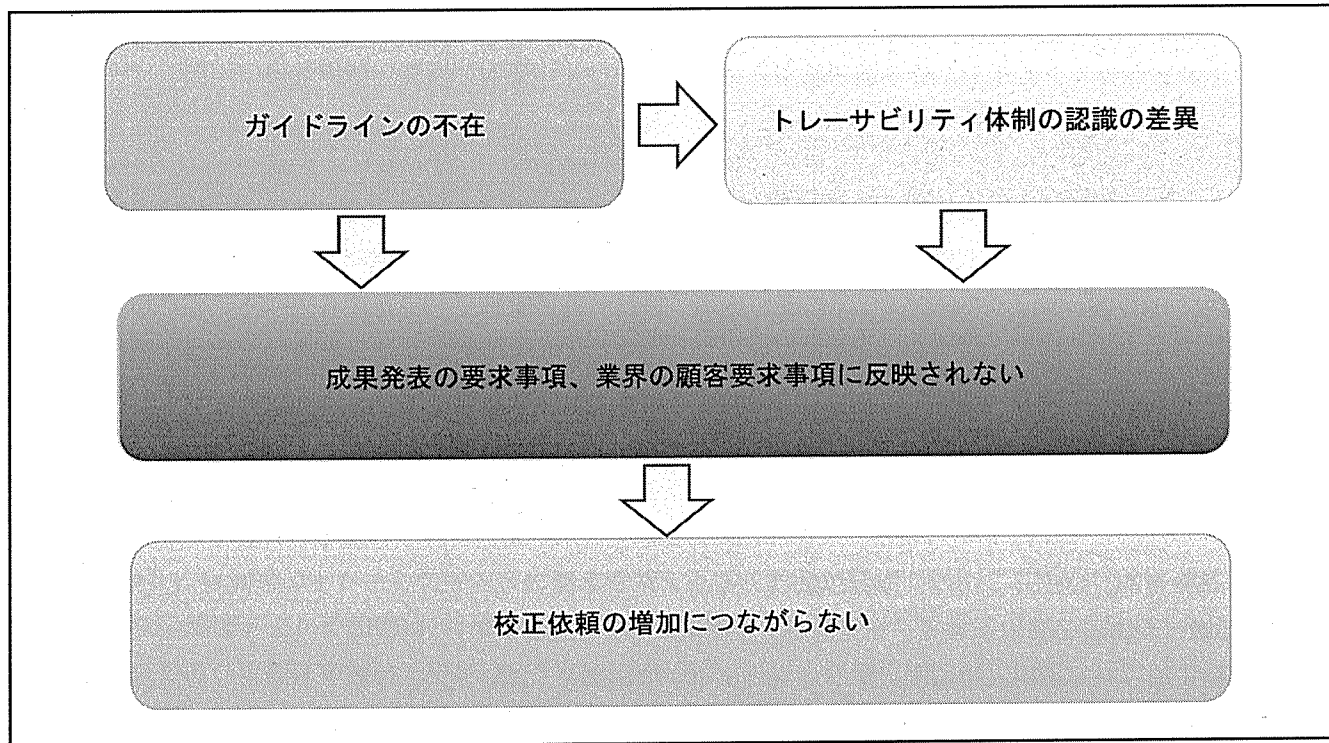 ガイドラインの不在
トレーサビリティ体制の認識の差異
成果発表の要求事項、業界の顧客要求事項に反映されない
校正依頼の増加につながらない